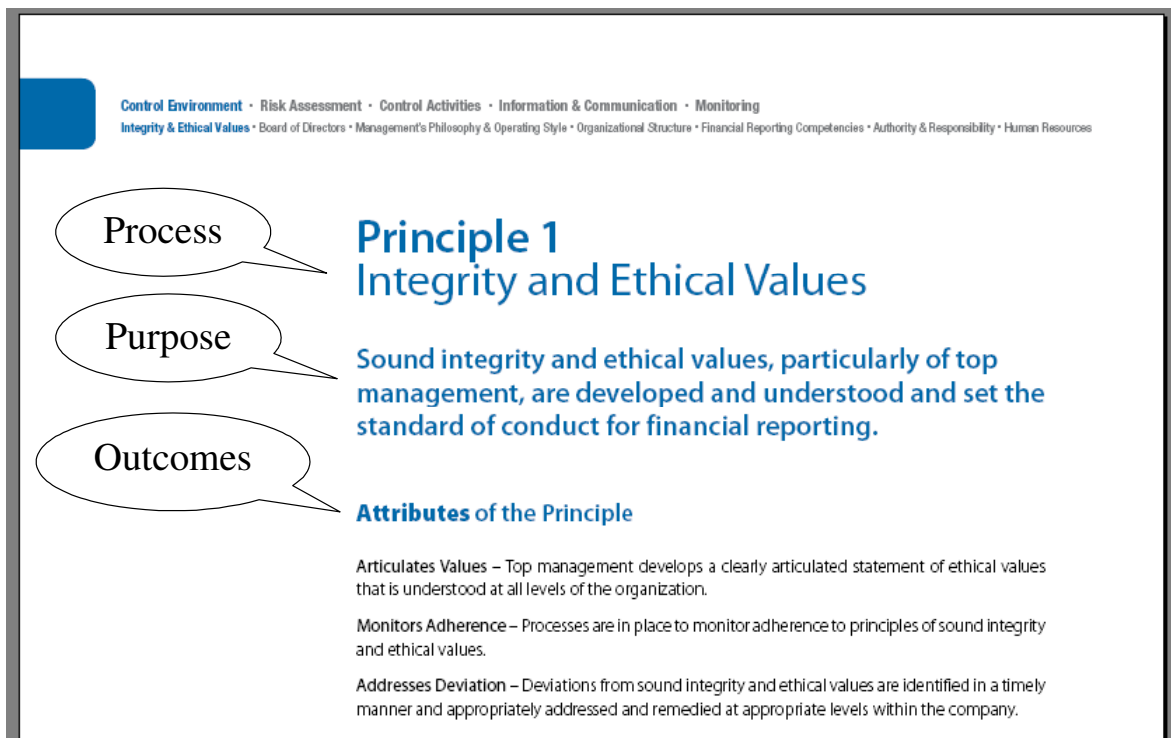 Control Environment · Risk Assessment · Control Activities · Information & Communication · Monitoring
Integrity & Ethical Values · Board of Directors · Management's Philosophy & Operating Style · Organizational Structure · Financial Reporting Competencies · Authority & Responsibility · Human Resources
Process
Principle 1
Integrity and Ethical Values
Purpose
Sound integrity and ethical values, particularly of top
management, are developed and understood and set the
standard of conduct for financial reporting.
Outcomes
Attributes of the Principle
Articulates Values – Top management develops a clearly articulated statement of ethical values
that is understood at all levels of the organization.
Monitors Adherence – Processes are in place to monitor adherence to principles of sound integrity
and ethical values.
Addresses Deviation – Deviations from sound integrity and ethical values are identified in a timely
manner and appropriately addressed and remedied at appropriate levels within the company.